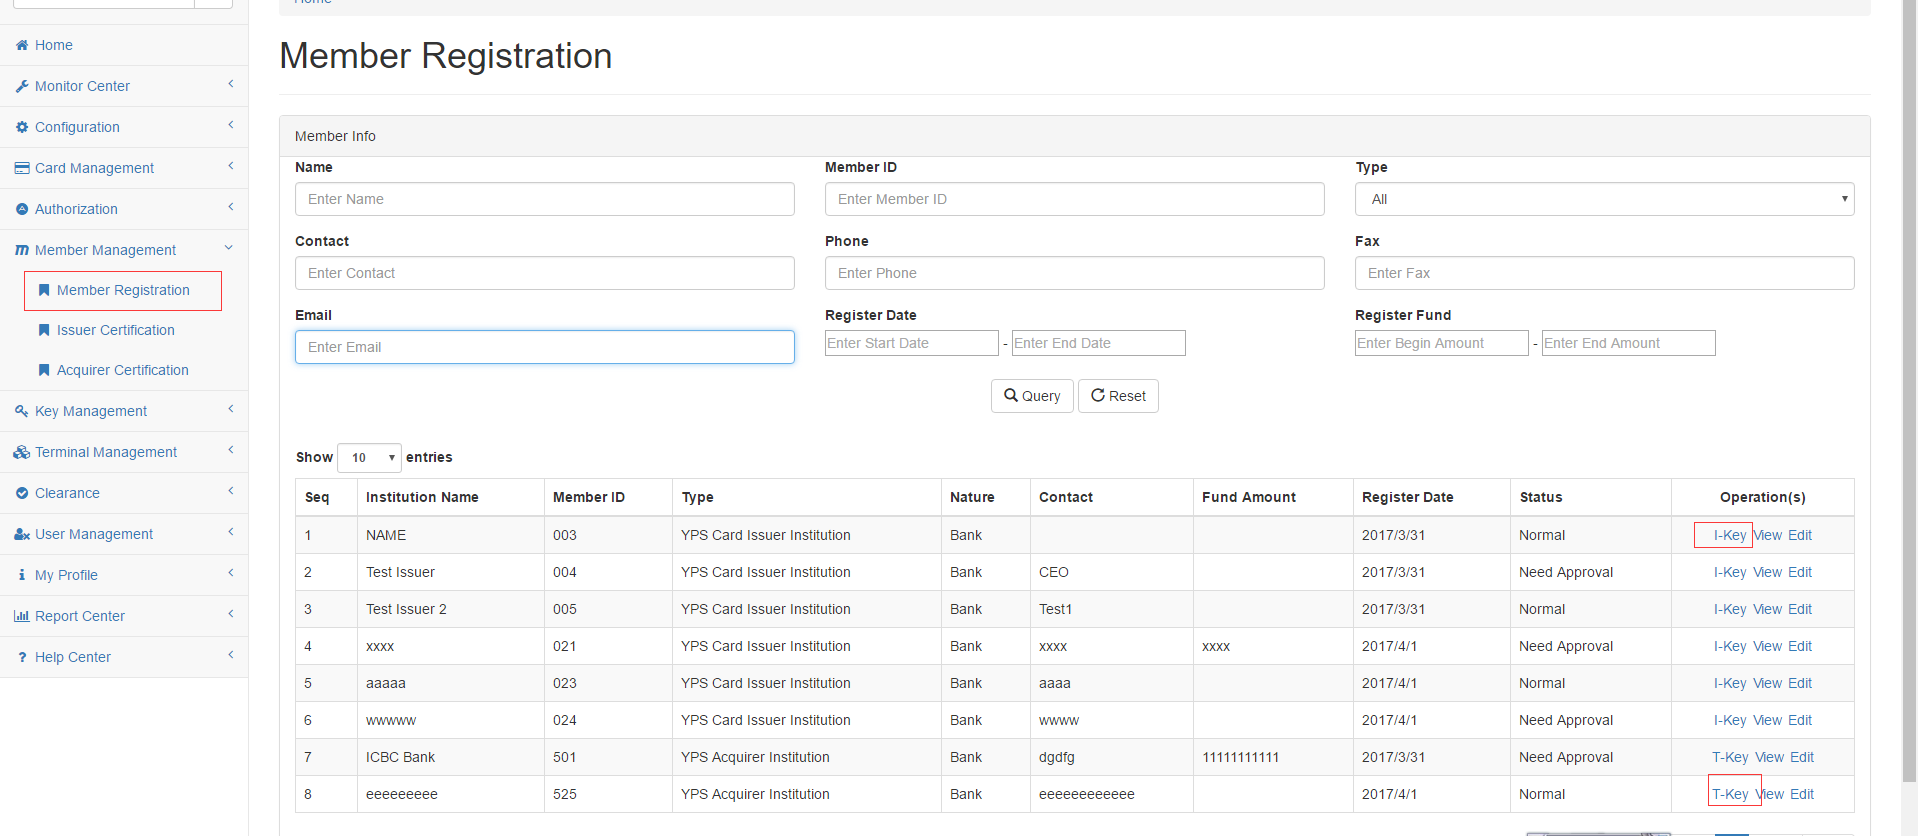 Home
Home
Monitor Center
Configuration
Card Management
Authorization
Member Management
Member Registration
Issuer Certification
Acquirer Certification
Key Management
Terminal Management
Clearance
User Management
My Profile
Report Center
Help Center
Member Registration
Member Info
Name Member ID Type
Enter Name Enter Member ID All
Contact Phone Fax
Enter Contact Enter Phone Enter Fax
Email Register Date Register Fund
Enter Email Enter Start Date - Enter End Date Enter Begin Amount - Enter End Amount
Query Reset
Show 10 entries
Seq Institution Name Member ID Type Nature Contact Fund Amount Register Date Status Operation(s)
1 NAME 003 YPS Card Issuer Institution Bank 2017/3/31 Normal I-Key View Edit
2 Test Issuer 004 YPS Card Issuer Institution Bank CEO 2017/3/31 Need Approval I-Key View Edit
3 Test Issuer 2 005 YPS Card Issuer Institution Bank Test1 2017/3/31 Normal I-Key View Edit
4 xxxx 021 YPS Card Issuer Institution Bank xxxx xxxx 2017/4/1 Need Approval I-Key View Edit
5 aaaaa 023 YPS Card Issuer Institution Bank aaaa 2017/4/1 Normal I-Key View Edit
6 wwwww 024 YPS Card Issuer Institution Bank wwww 2017/4/1 Need Approval I-Key View Edit
7 ICBC Bank 501 YPS Acquirer Institution Bank dgdfg 11111111111 2017/3/31 Need Approval T-Key View Edit
8 eeeeeeeee 525 YPS Acquirer Institution Bank eeeeeeeeeeee 2017/4/1 Normal T-Key View Edit